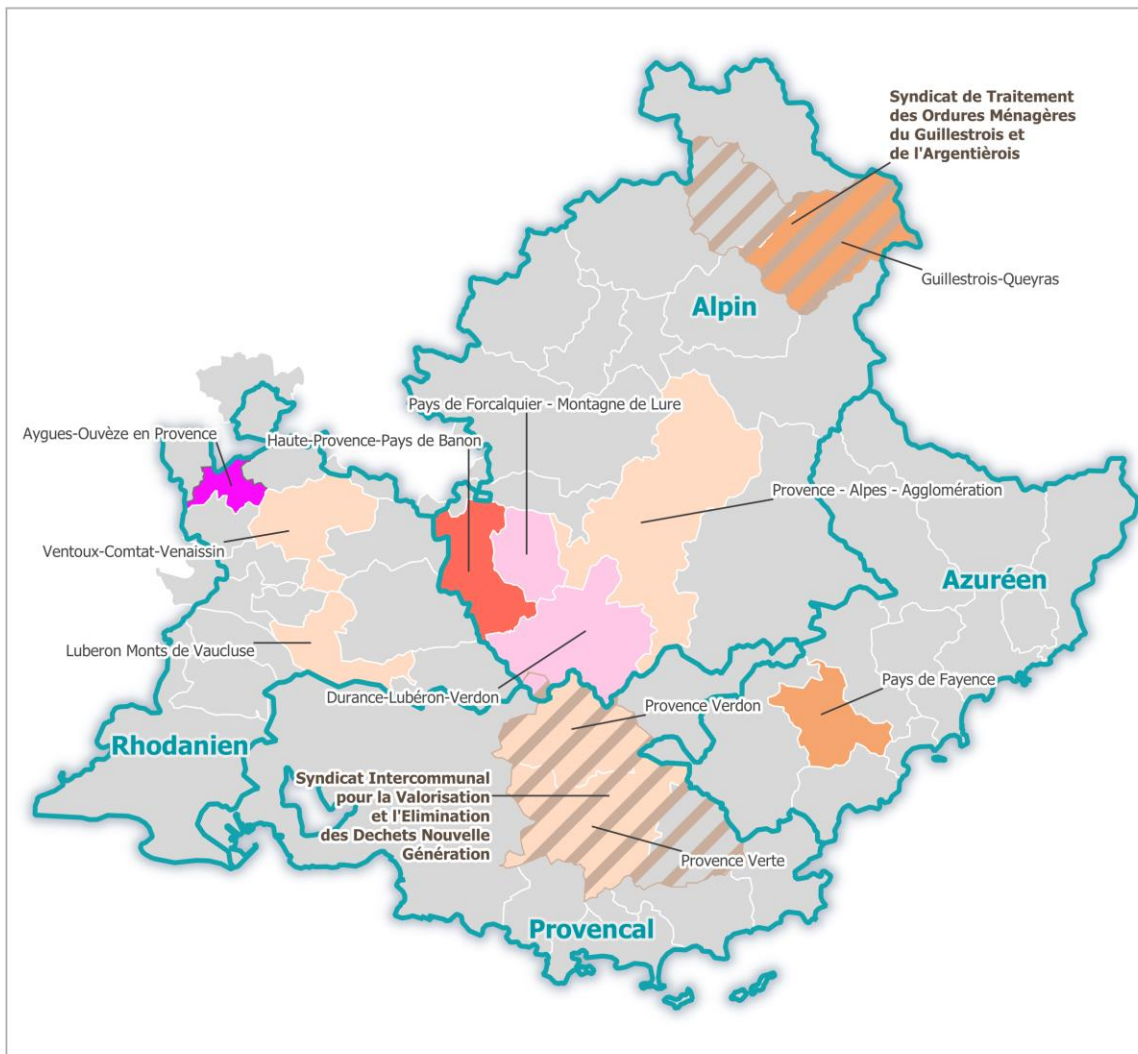 Syndicat de Traitement
des Ordures Ménagères
du Guillestrois et
de l'Argentièrois
Guillestrois-Queyras
Alpin
Pays de Forcalquier - Montagne de Lure
Aygues-Ouvèze en Provence
Haute-Provence-Pays de Banon
Provence - Alpes - Agglomération
Ventoux-Comtat-Venaissin
Azuréen
Luberon Monts de Vaucluse
Pays de Fayence
Durance-Lubéron-Verdon
Provence Verdon
Rhodanien
Syndicat Intercommunal
pour la Valorisation
et l'Elimination
des Dechets Nouvelle
Génération
Provence Verte
Provencal